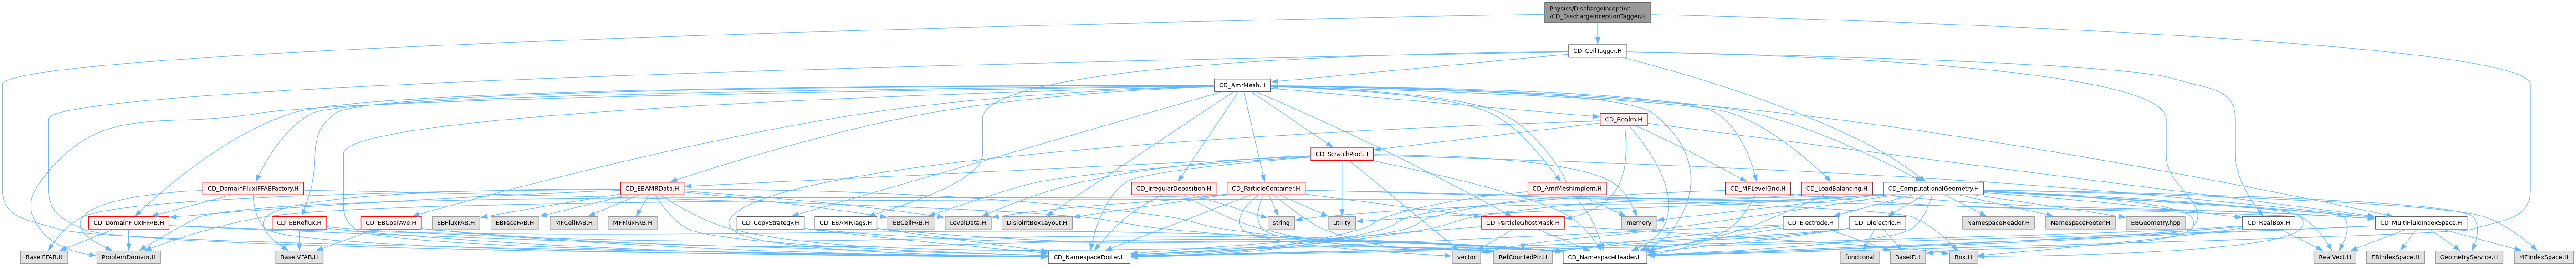 Physics/DischargeInception
/CD_DischargeInceptionTagger.H
CD_CellTagger.H
CD_AmrMesh.H
CD_Realm.H
CD_ScratchPool.H
CD_DomainFluxIFFABFactory.H
CD_EBAMRData.H
CD_IrregularDeposition.H
CD_ParticleContainer.H
CD_AmrMeshImplem.H
CD_MFLevelGrid.H
CD_LoadBalancing.H
CD_ComputationalGeometry.H
CD_DomainFluxIFFAB.H
CD_EBReflux.H
CD_EBCoarAve.H
EBFluxFAB.H
EBFaceFAB.H
MFCellFAB.H
MFFluxFAB.H
CD_CopyStrategy.H
CD_EBAMRTags.H
EBCellFAB.H
LevelData.H
DisjointBoxLayout.H
string
utility
CD_ParticleGhostMask.H
memory
CD_Electrode.H
CD_Dielectric.H
NamespaceHeader.H
NamespaceFooter.H
EBGeometry.hpp
CD_RealBox.H
CD_MultiFluidIndexSpace.H
BaseIFFAB.H
ProblemDomain.H
BaseIVFAB.H
CD_NamespaceFooter.H
vector
RefCountedPtr.H
CD_NamespaceHeader.H
functional
BaseIF.H
Box.H
RealVect.H
EBIndexSpace.H
GeometryService.H
MFIndexSpace.H